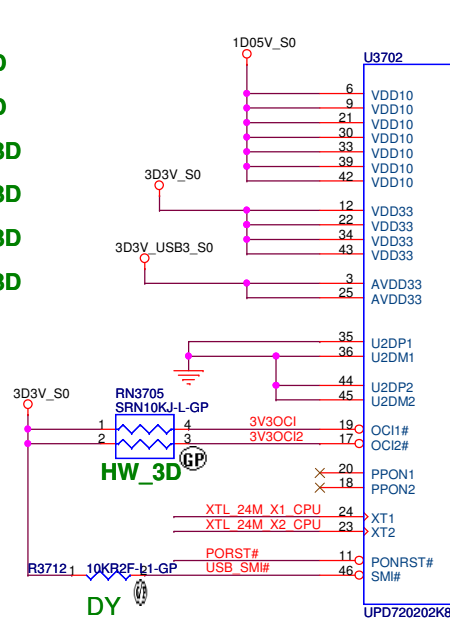 1D05V_S0
U3702
D
D
3D
3D
3D
3D
6 VDD10
9 VDD10
21 VDD10
30 VDD10
33 VDD10
39 VDD10
42 VDD10
3D3V_S0
12 VDD33
22 VDD33
34 VDD33
43 VDD33
3D3V_USB3_S0
3 AVDD33
25 AVDD33
35 U2DP1
36 U2DM1
44 U2DP2
45 U2DM2
3D3V_S0
RN3705
SRN10KJ-L-GP
1 4 3V3OCI 19 OCI1#
2 3 3V3OCI2 17 OCI2#
HW_3D
GP
20 PPON1
18 PPON2
XTL_24M_X1_CPU 24 XT1
XTL_24M_X2_CPU 23 XT2
PORST# 11 PONRST#
R3712 1 10KR2F-L1-GP USB_SMI# 46 SMI#
DY
UPD720202K8